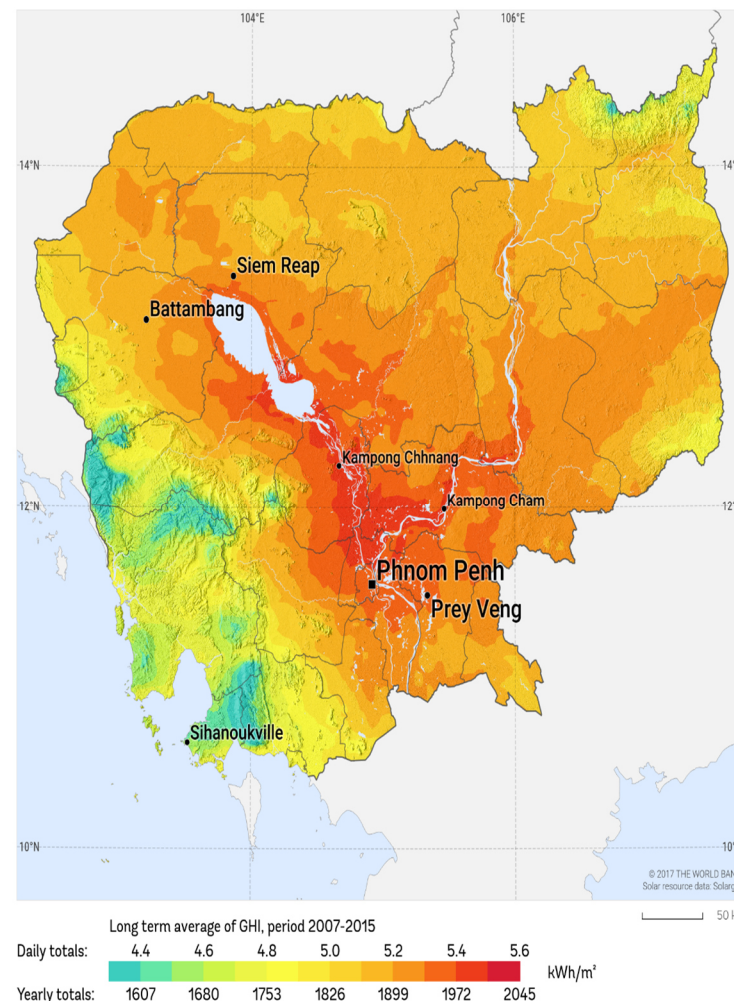 104°E 106°E
14°N 14°
Siem Reap
Battambang
Kampong Chhnang
Kampong Cham
12°N 12°
Phnom Penh
Prey Veng
Sihanoukville
10°N 10°
© 2017 THE WORLD BAN
Solar resource data: Solarg
50 k
Long term average of GHI, period 2007-2015
Daily totals: 4.4 4.6 4.8 5.0 5.2 5.4 5.6
kWh/m²
Yearly totals: 1607 1680 1753 1826 1899 1972 2045